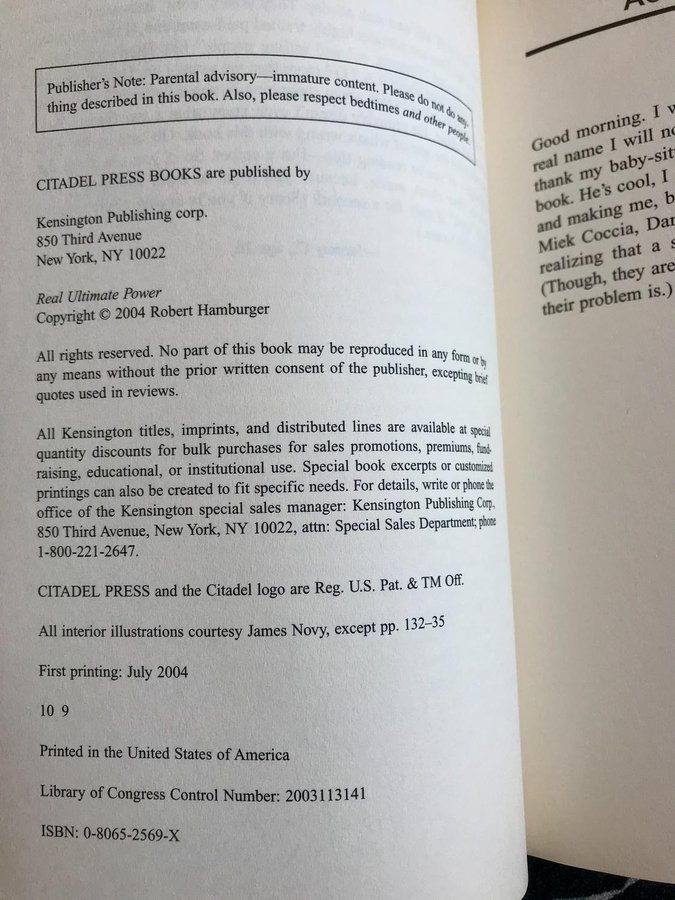 Publisher's Note: Parental advisory—immature content. Please do not do any-
thing described in this book. Also, please respect bedtimes and other people.
CITADEL PRESS BOOKS are published by
Kensington Publishing corp.
850 Third Avenue
New York, NY 10022
Real Ultimate Power
Copyright © 2004 Robert Hamburger
All rights reserved. No part of this book may be reproduced in any form or by
any means without the prior written consent of the publisher, excepting brief
quotes used in reviews.
All Kensington titles, imprints, and distributed lines are available at special
quantity discounts for bulk purchases for sales promotions, premiums, fund-
raising, educational, or institutional use. Special book excerpts or customized
printings can also be created to fit specific needs. For details, write or phone the
office of the Kensington special sales manager: Kensington Publishing Corp.,
850 Third Avenue, New York, NY 10022, attn: Special Sales Department; phone
1-800-221-2647.
CITADEL PRESS and the Citadel logo are Reg. U.S. Pat. & TM Off.
All interior illustrations courtesy James Novy, except pp. 132–35
First printing: July 2004
10 9
Printed in the United States of America
Library of Congress Control Number: 2003113141
ISBN: 0-8065-2569-X
Good morning. I
real name I will
thank my baby-sit
book. He's cool, I
and making me, b
Miek Coccia, Dan
realizing that a
(Though, they are
their problem is.)